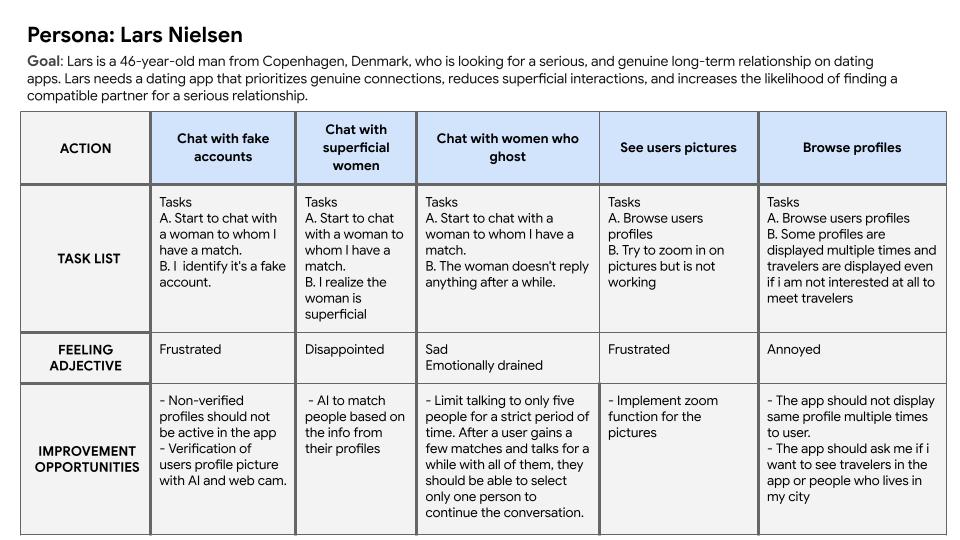 Persona: Lars Nielsen
Goal: Lars is a 46-year-old man from Copenhagen, Denmark, who is looking for a serious, and genuine long-term relationship on dating
apps. Lars needs a dating app that prioritizes genuine connections, reduces superficial interactions, and increases the likelihood of finding a
compatible partner for a serious relationship.
ACTION
Chat with fake
accounts
Chat with
superficial
women
Chat with women who
ghost
See users pictures
Browse profiles
TASK LIST
Tasks
A. Start to chat with
a woman to whom I
have a match.
B. I  identify it's a fake
account.
Tasks
A. Start to chat
with a woman to
whom I have a
match.
B. I realize the
woman is
superficial
Tasks
A. Start to chat with a
woman to whom I have a
match.
B. The woman doesn't reply
anything after a while.
Tasks
A. Browse users
profiles
B. Try to zoom in on
pictures but is not
working
Tasks
A. Browse users profiles
B. Some profiles are
displayed multiple times and
travelers are displayed even
if i am not interested at all to
meet travelers
FEELING
ADJECTIVE
Frustrated
Disappointed
Sad
Emotionally drained
Frustrated
Annoyed
IMPROVEMENT
OPPORTUNITIES
- Non-verified
profiles should not
be active in the app
- Verification of
users profile picture
with AI and web cam.
- AI to match
people based on
the info from
their profiles
- Limit talking to only five
people for a strict period of
time. After a user gains a
few matches and talks for a
while with all of them, they
should be able to select
only one person to
continue the conversation.
- Implement zoom
function for the
pictures
- The app should not display
same profile multiple times
to user.
- The app should ask me if i
want to see travelers in the
app or people who lives in
my city